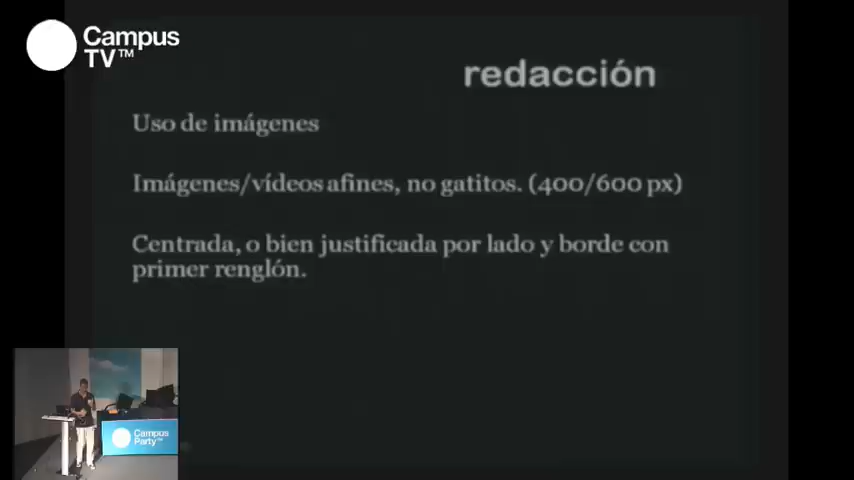 Campus
TV™
redacción
Uso de imágenes
Imágenes/vídeos afines, no gatitos. (400/600 px)
Centrada, o bien justificada por lado y borde con
primer renglón.
Campus
Party™